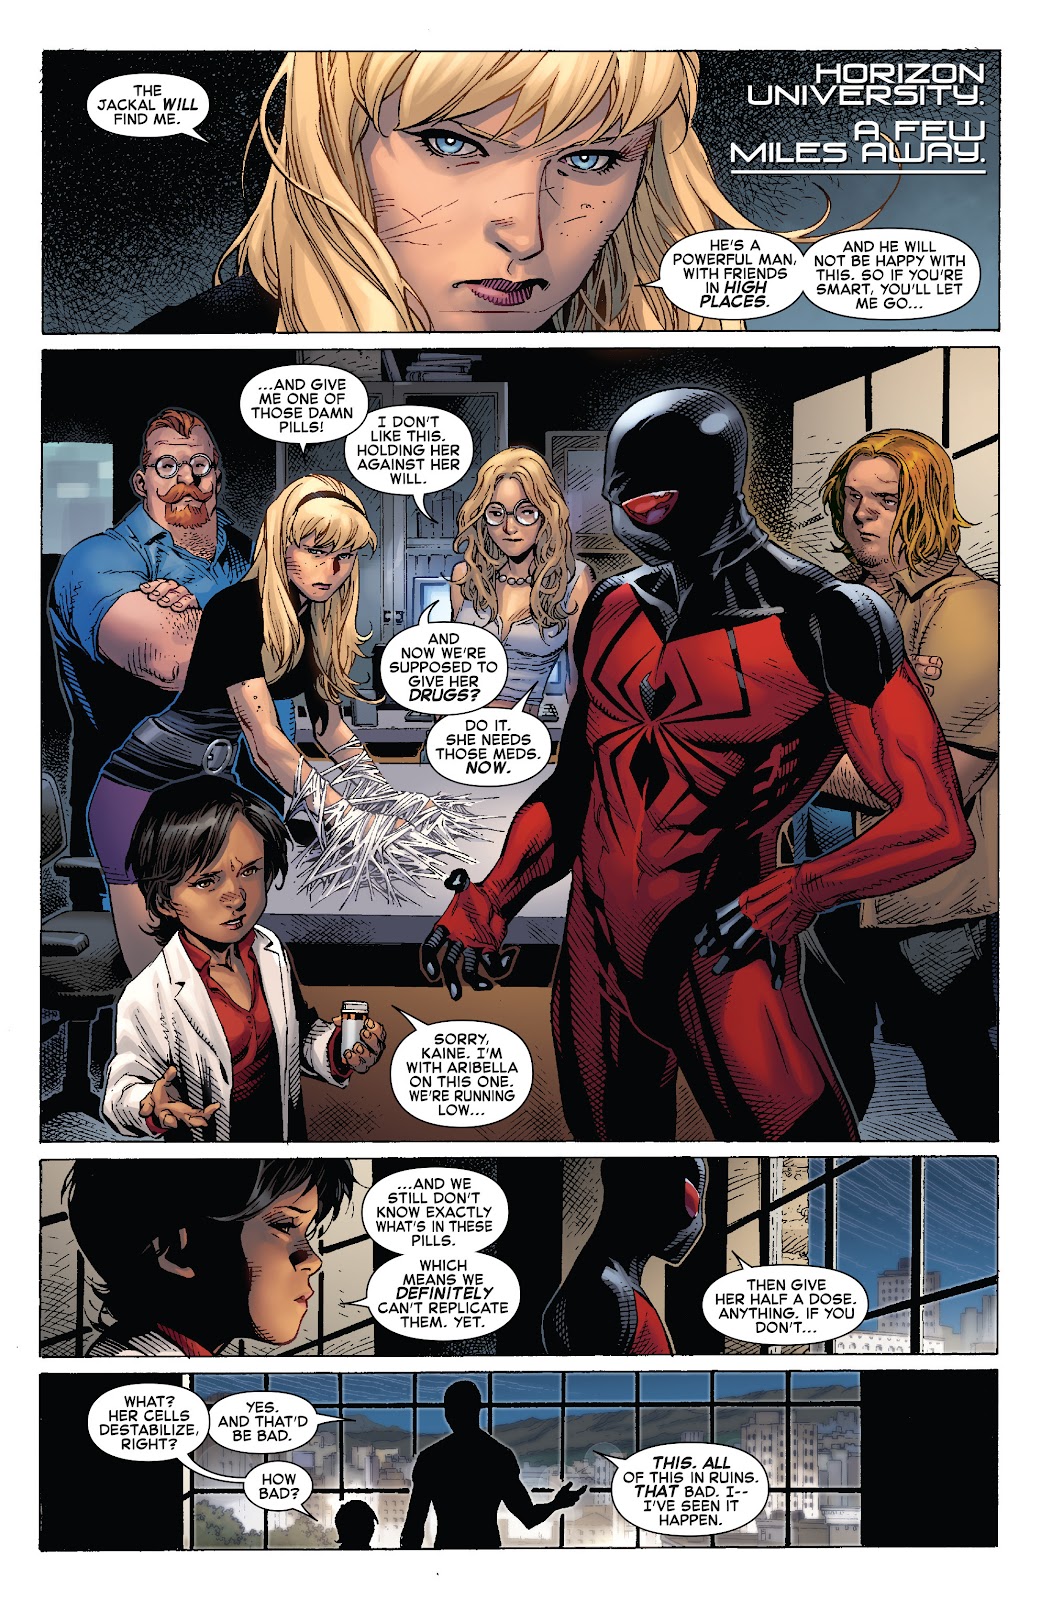 THE
JACKAL WILL
FIND ME.
HORIZON
UNIVERSITY.
A FEW
MILES AWAY.
HE'S A
POWERFUL MAN,
WITH FRIENDS
IN HIGH
PLACES.
AND HE WILL
NOT BE HAPPY WITH
THIS. SO IF YOU'RE
SMART, YOU'LL LET
ME GO...
...AND GIVE
ME ONE OF
THOSE DAMN
PILLS!
I DON'T
LIKE THIS.
HOLDING HER
AGAINST HER
WILL.
AND
NOW WE'RE
SUPPOSED TO
GIVE HER
DRUGS?
DO IT.
SHE NEEDS
THOSE MEDS.
NOW.
SORRY,
KAINE. I'M
WITH ARIBELLA
ON THIS ONE.
WE'RE RUNNING
LOW...
...AND WE
STILL DON'T
KNOW EXACTLY
WHAT'S IN THESE
PILLS.
WHICH
MEANS WE
DEFINITELY
CAN'T REPLICATE
THEM. YET.
THEN GIVE
HER HALF A DOSE.
ANYTHING. IF YOU
DON'T...
WHAT?
HER CELLS
DESTABILIZE,
RIGHT?
YES.
AND THAT'D
BE BAD.
HOW
BAD?
THIS. ALL
OF THIS IN RUINS.
THAT BAD. I--
I'VE SEEN IT
HAPPEN.